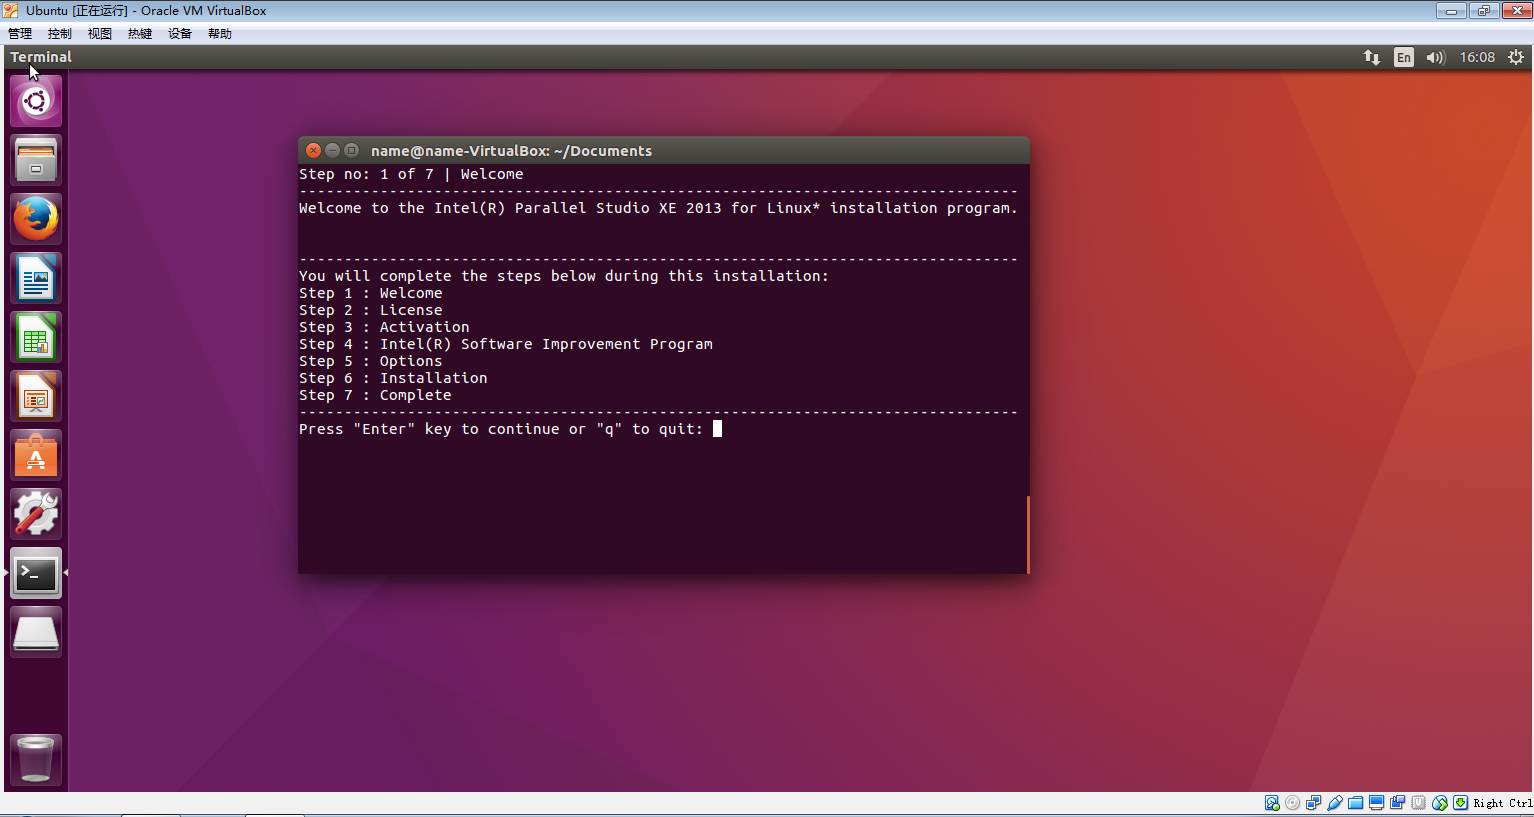 Ubuntu [正在运行] - Oracle VM VirtualBox
管理 控制 视图 热键 设备 帮助
Terminal
En
16:08
name@name-VirtualBox: ~/Documents
Step no: 1 of 7 | Welcome
--------------------------------------------------------------------------------
Welcome to the Intel(R) Parallel Studio XE 2013 for Linux* installation program.
--------------------------------------------------------------------------------
You will complete the steps below during this installation:
Step 1 : Welcome
Step 2 : License
Step 3 : Activation
Step 4 : Intel(R) Software Improvement Program
Step 5 : Options
Step 6 : Installation
Step 7 : Complete
--------------------------------------------------------------------------------
Press "Enter" key to continue or "q" to quit:
Right Ctrl